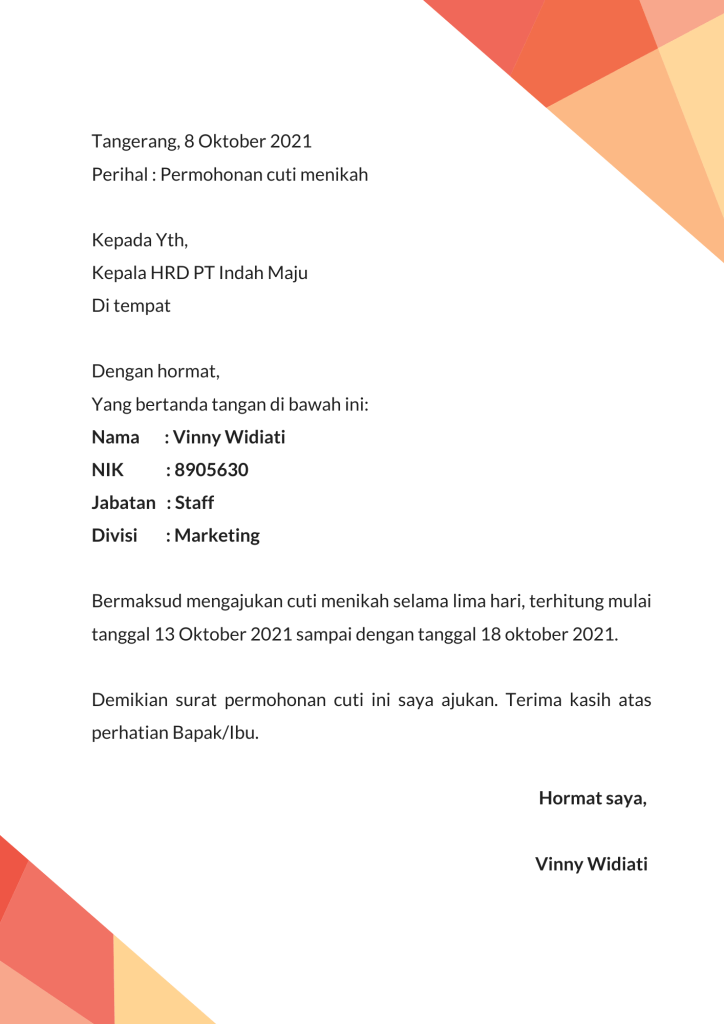 Tangerang, 8 Oktober 2021
Perihal : Permohonan cuti menikah
Kepada Yth,
Kepala HRD PT Indah Maju
Di tempat
Dengan hormat,
Yang bertanda tangan di bawah ini:
Nama : Vinny Widiati
NIK : 8905630
Jabatan : Staff
Divisi : Marketing
Bermaksud mengajukan cuti menikah selama lima hari, terhitung mulai
tanggal 13 Oktober 2021 sampai dengan tanggal 18 oktober 2021.
Demikian surat permohonan cuti ini saya ajukan. Terima kasih atas
perhatian Bapak/Ibu.
Hormat saya,
Vinny Widiati